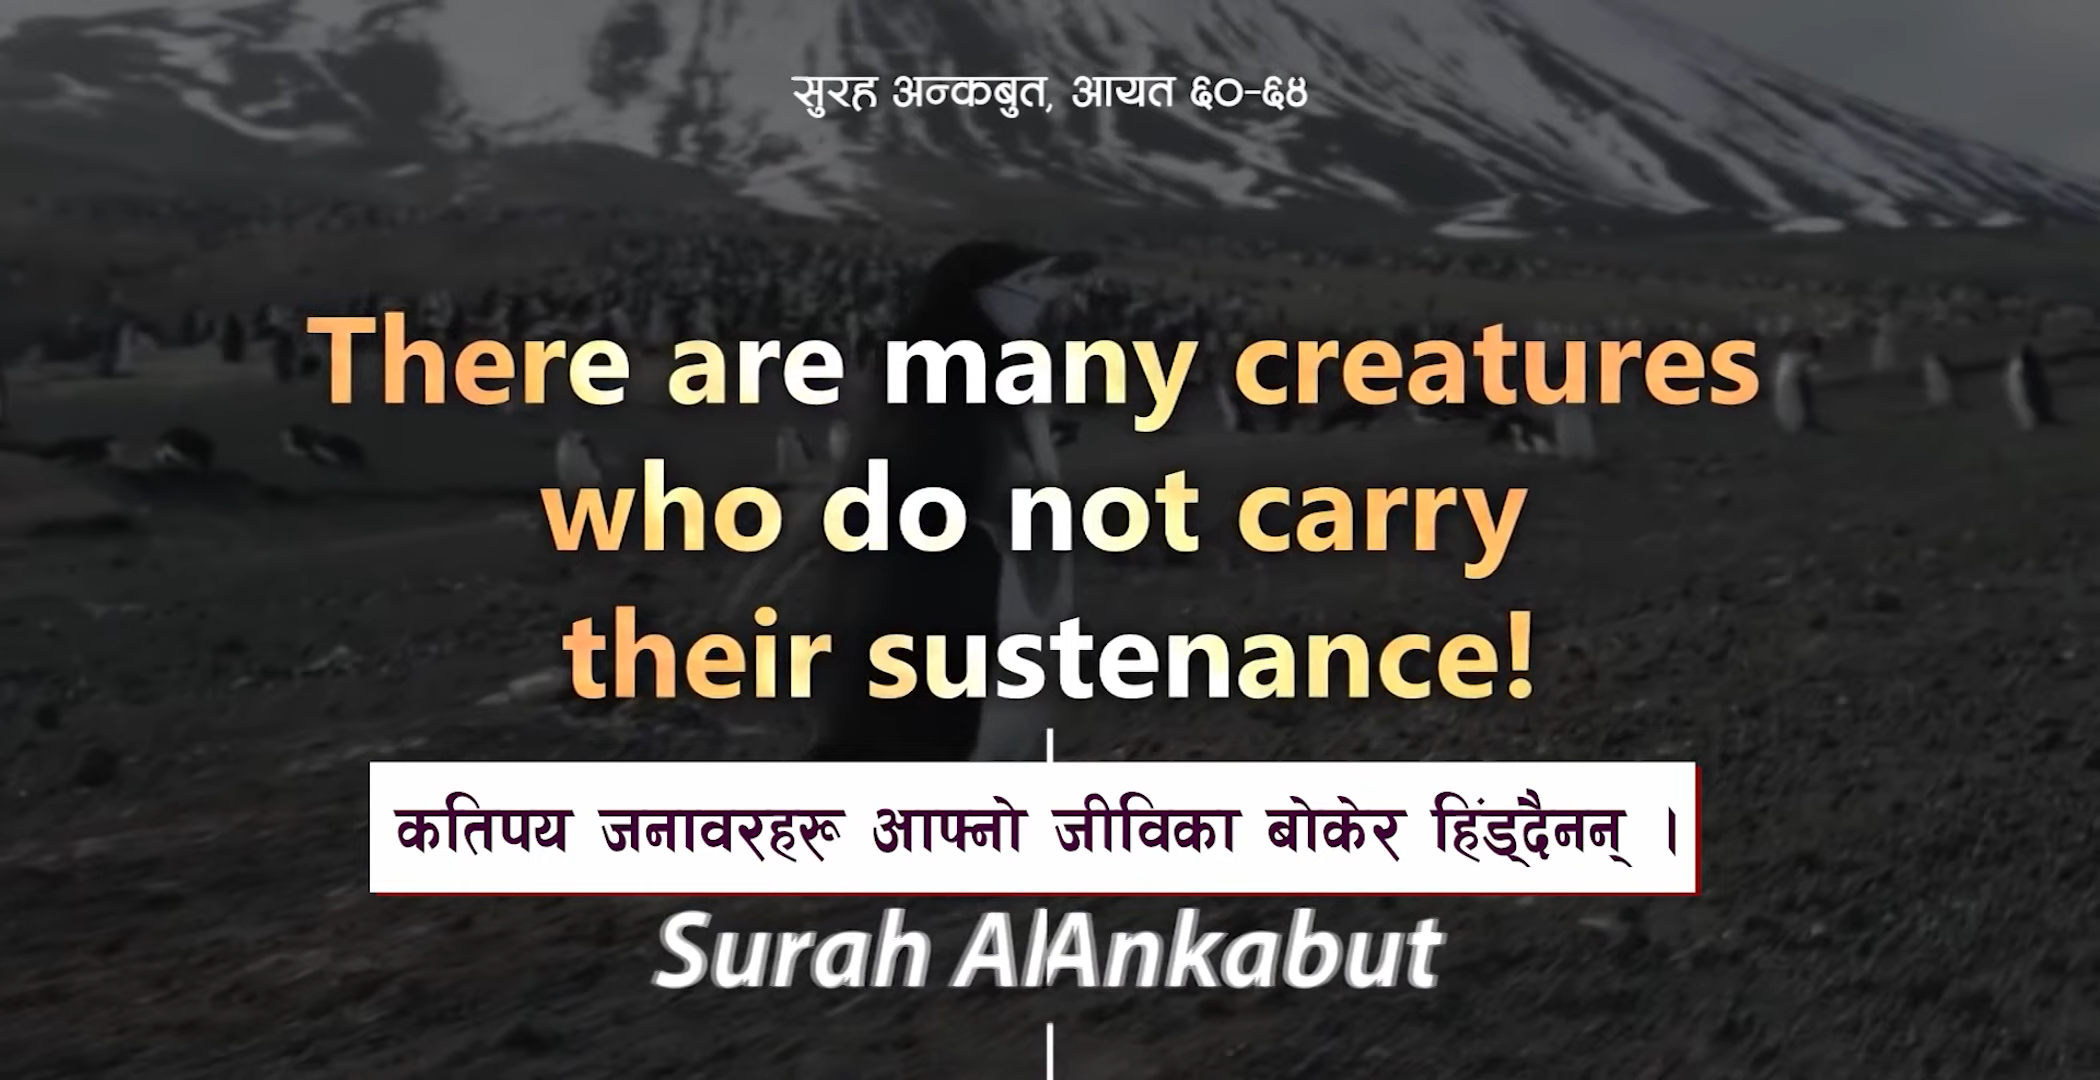 सुरह अन्कबुत, आयत ६०-६४
There are many creatures
who do not carry
their sustenance!
कतिपय जनावरहरू आफ्नो जीविका बोकेर हिंड्दैनन् ।
Surah AlAnkabut